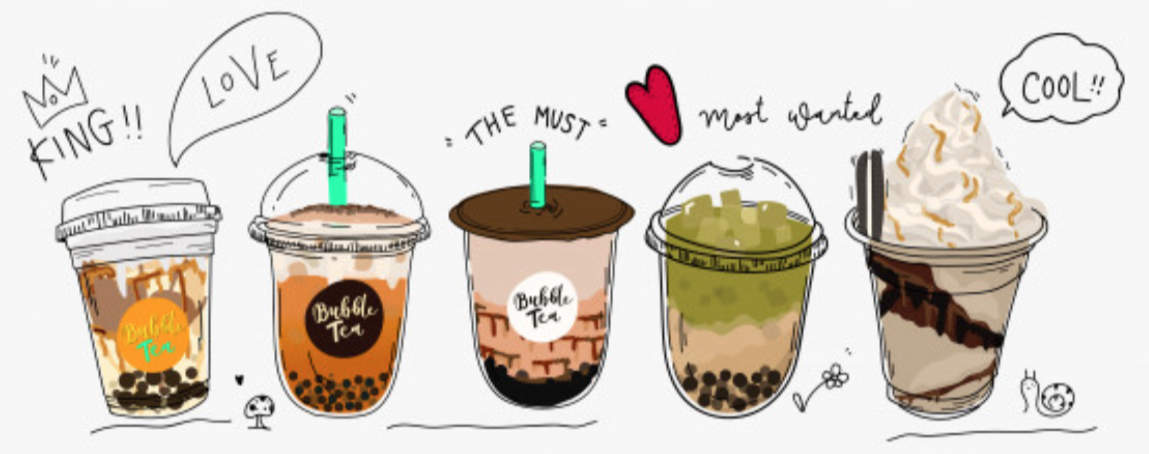 KING!!
LOVE
THE MUST
Most Wanted
COOL!!
Bubble
Tea
Bubble
Tea
Bubble
Tea